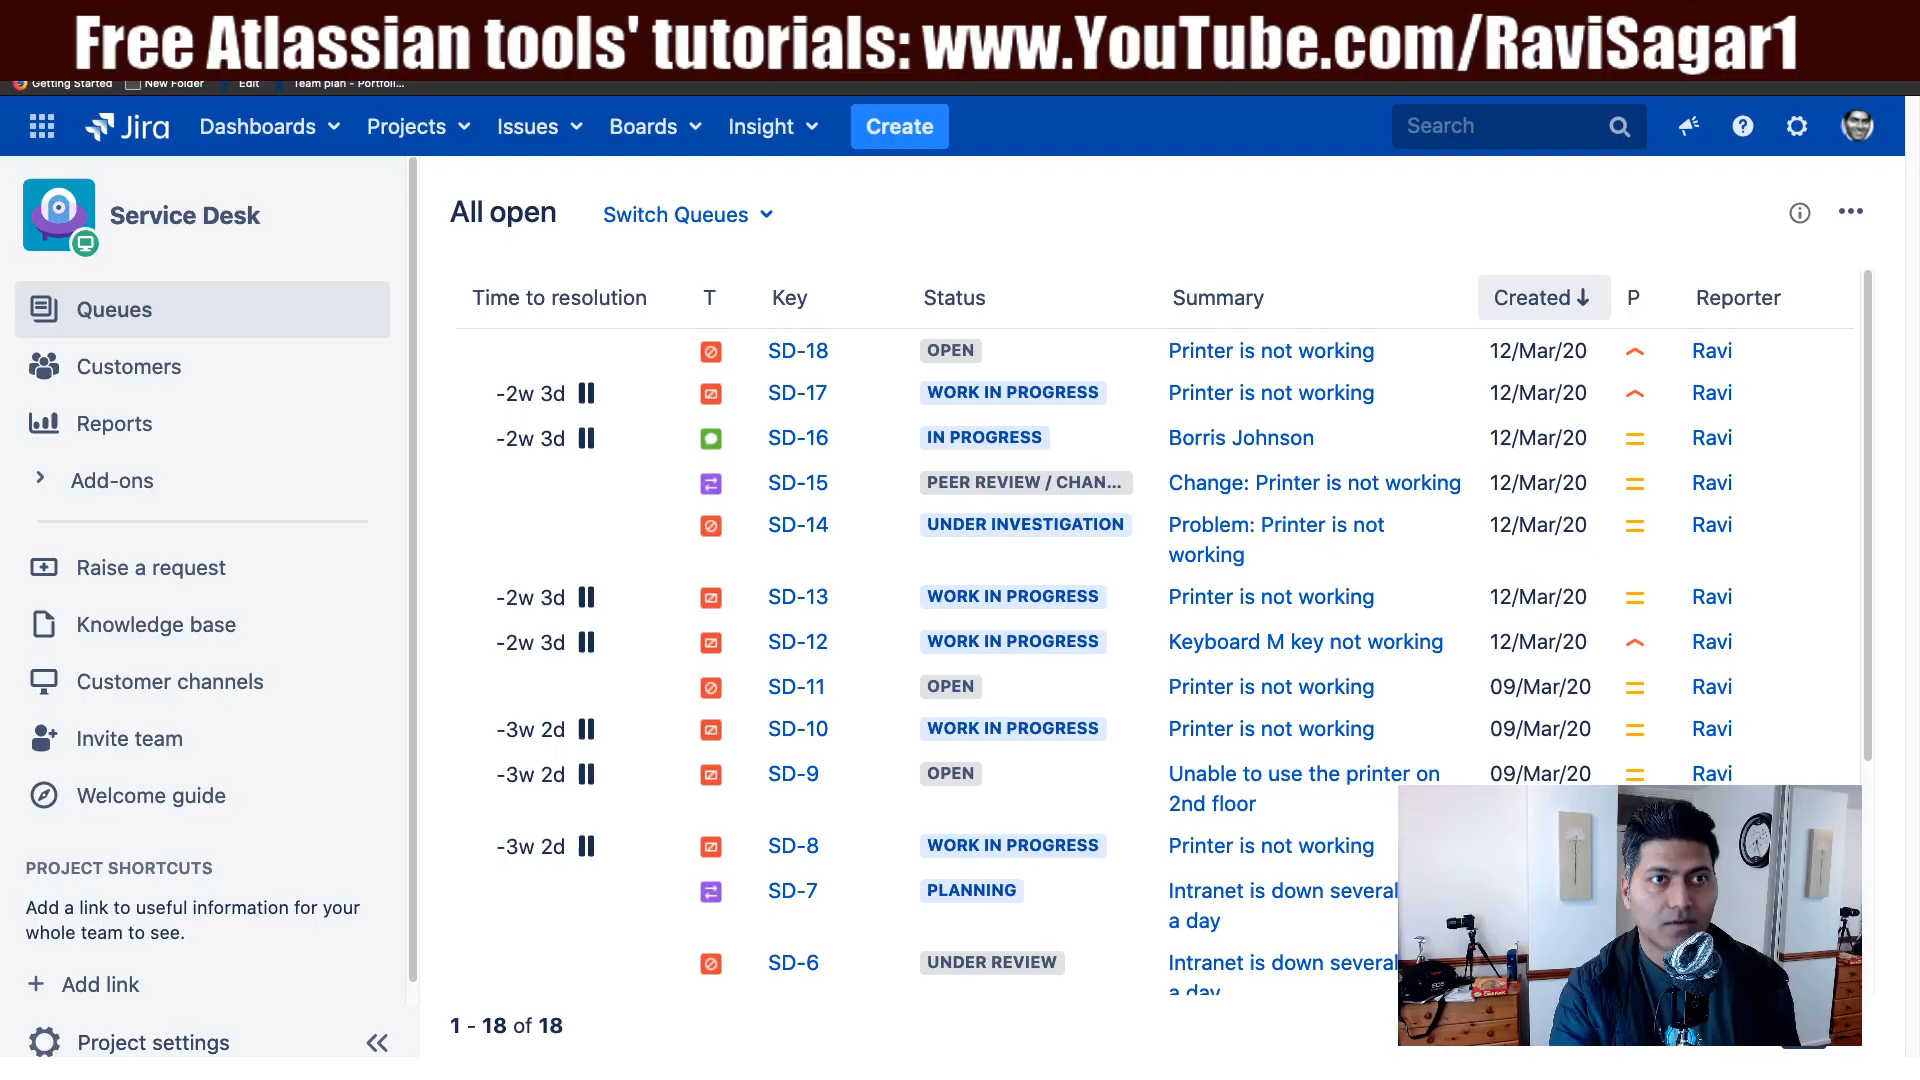 Free Atlassian tools' tutorials: www.YouTube.com/RaviSagar1
Getting Started New Folder Edit Team plan - Portfoli...
Jira Dashboards Projects Issues Boards Insight Create Search
Service Desk
Queues
Customers
Reports
Add-ons
Raise a request
Knowledge base
Customer channels
Invite team
Welcome guide
PROJECT SHORTCUTS
Add a link to useful information for your
whole team to see.
+ Add link
Project settings
All open Switch Queues
Time to resolution T Key Status Summary Created P Reporter
SD-18 OPEN Printer is not working 12/Mar/20 Ravi
-2w 3d SD-17 WORK IN PROGRESS Printer is not working 12/Mar/20 Ravi
-2w 3d SD-16 IN PROGRESS Borris Johnson 12/Mar/20 Ravi
SD-15 PEER REVIEW / CHAN... Change: Printer is not working 12/Mar/20 Ravi
SD-14 UNDER INVESTIGATION Problem: Printer is not 12/Mar/20 Ravi
working
-2w 3d SD-13 WORK IN PROGRESS Printer is not working 12/Mar/20 Ravi
-2w 3d SD-12 WORK IN PROGRESS Keyboard M key not working 12/Mar/20 Ravi
SD-11 OPEN Printer is not working 09/Mar/20 Ravi
-3w 2d SD-10 WORK IN PROGRESS Printer is not working 09/Mar/20 Ravi
-3w 2d SD-9 OPEN Unable to use the printer on 09/Mar/20 Ravi
2nd floor
-3w 2d SD-8 WORK IN PROGRESS Printer is not working
SD-7 PLANNING Intranet is down several
a day
SD-6 UNDER REVIEW Intranet is down several
a day
1 - 18 of 18